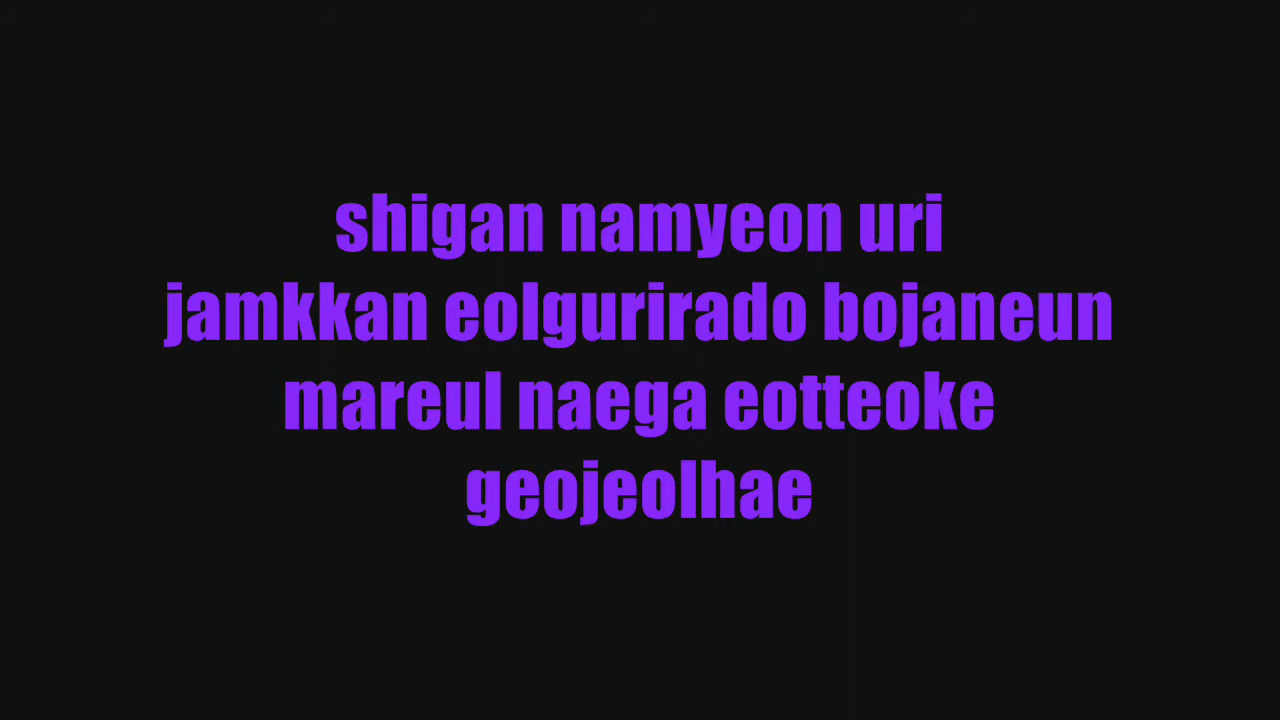 shigan namyeon uri
jamkkan eolgurirado bojaneun
mareul naega eotteoke
geojeolhae